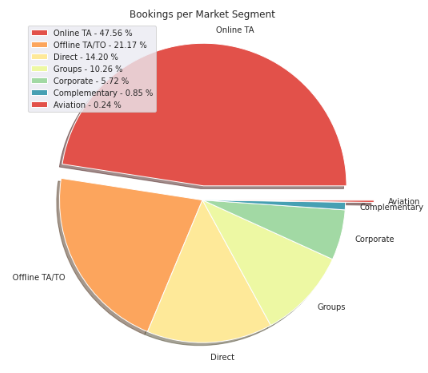 Bookings per Market Segment
Online TA - 47.56 %
Offline TA/TO - 21.17 %
Direct - 14.20 %
Groups - 10.26 %
Corporate - 5.72 %
Complementary - 0.85 %
Aviation - 0.24 %
Online TA
Aviation
Complementary
Corporate
Offline TA/TO
Groups
Direct